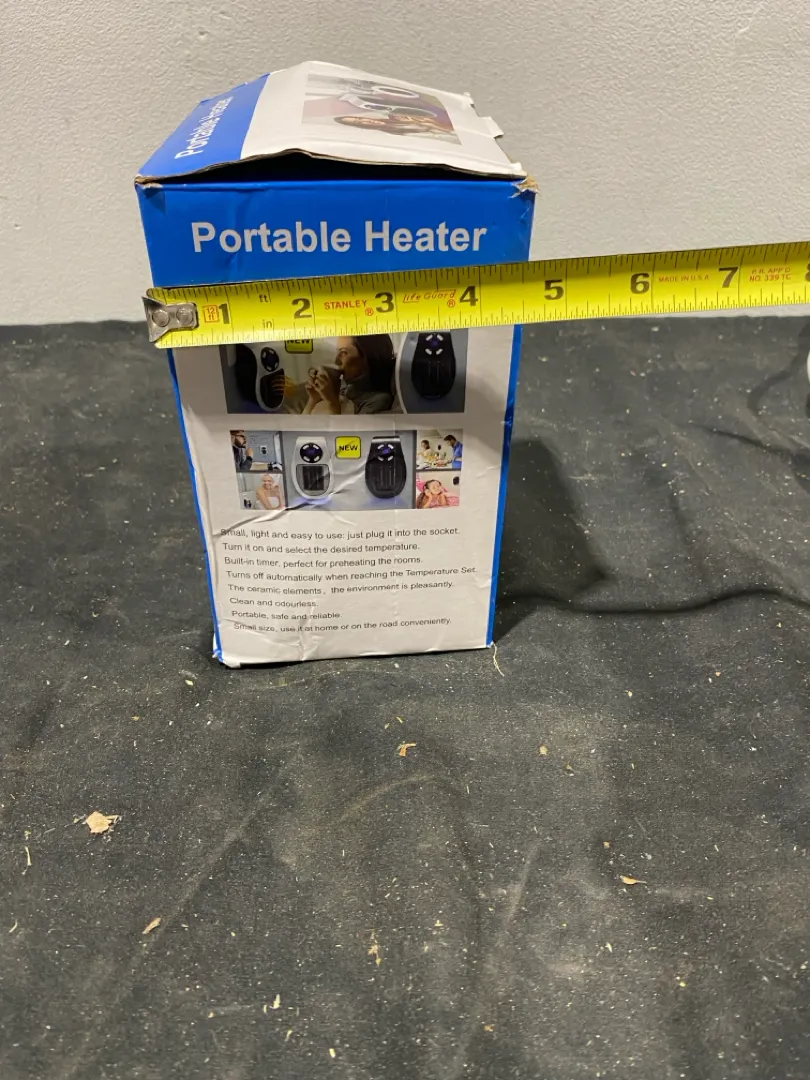 Portable Heater
Portable Heater
1 ft 2 STANLEY® 3 Life Guard® 4 5 6 MADE IN U.S.A. 7
in
NEW
NEW
Small, light and easy to use: just plug it into the socket.
Turn it on and select the desired temperature.
Built-in timer, perfect for preheating the rooms.
Turns off automatically when reaching the Temperature Set.
The ceramic elements, the environment is pleasantly.
Clean and odourless.
Portable, safe and reliable.
Small size, use it at home or on the road conveniently.